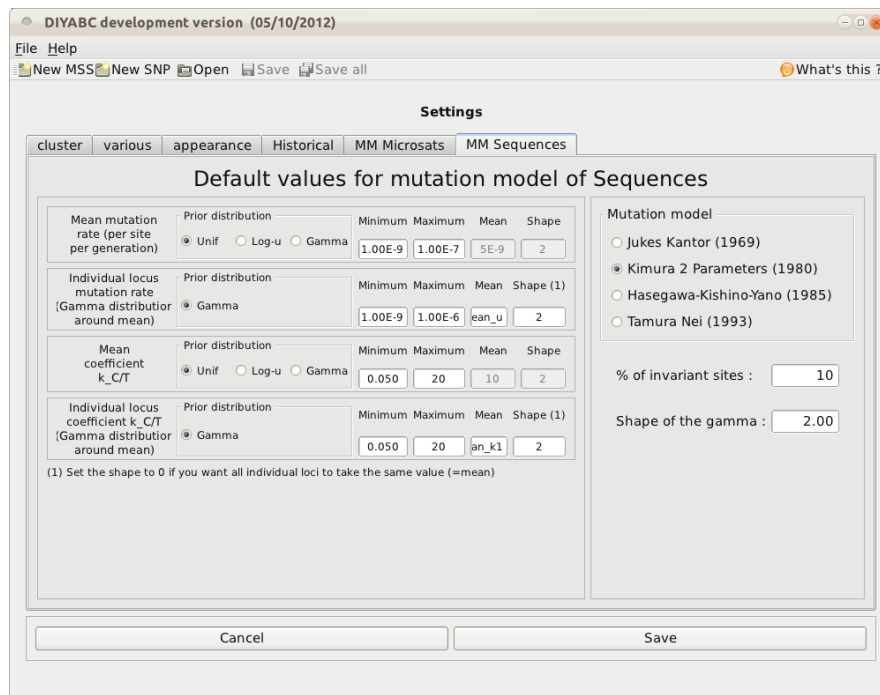 DIYABC development version (05/10/2012)
File Help
New MSS New SNP Open Save Save all What's this ?
Settings
cluster various appearance Historical MM Microsats MM Sequences
Default values for mutation model of Sequences
Mean mutation
rate (per site
per generation)
Prior distribution
Unif Log-u Gamma
Minimum Maximum Mean Shape
1.00E-9 1.00E-7 5E-9 2
Individual locus
mutation rate
(Gamma distributior
around mean)
Prior distribution
Gamma
Minimum Maximum Mean Shape (1)
1.00E-9 1.00E-6 ean_u 2
Mean
coefficient
k_C/T
Prior distribution
Unif Log-u Gamma
Minimum Maximum Mean Shape
0.050 20 10 2
Individual locus
coefficient k_C/T
(Gamma distributior
around mean)
Prior distribution
Gamma
Minimum Maximum Mean Shape (1)
0.050 20 an_k1 2
(1) Set the shape to 0 if you want all individual loci to take the same value (=mean)
Mutation model
Jukes Kantor (1969)
Kimura 2 Parameters (1980)
Hasegawa-Kishino-Yano (1985)
Tamura Nei (1993)
% of invariant sites : 10
Shape of the gamma : 2.00
Cancel Save